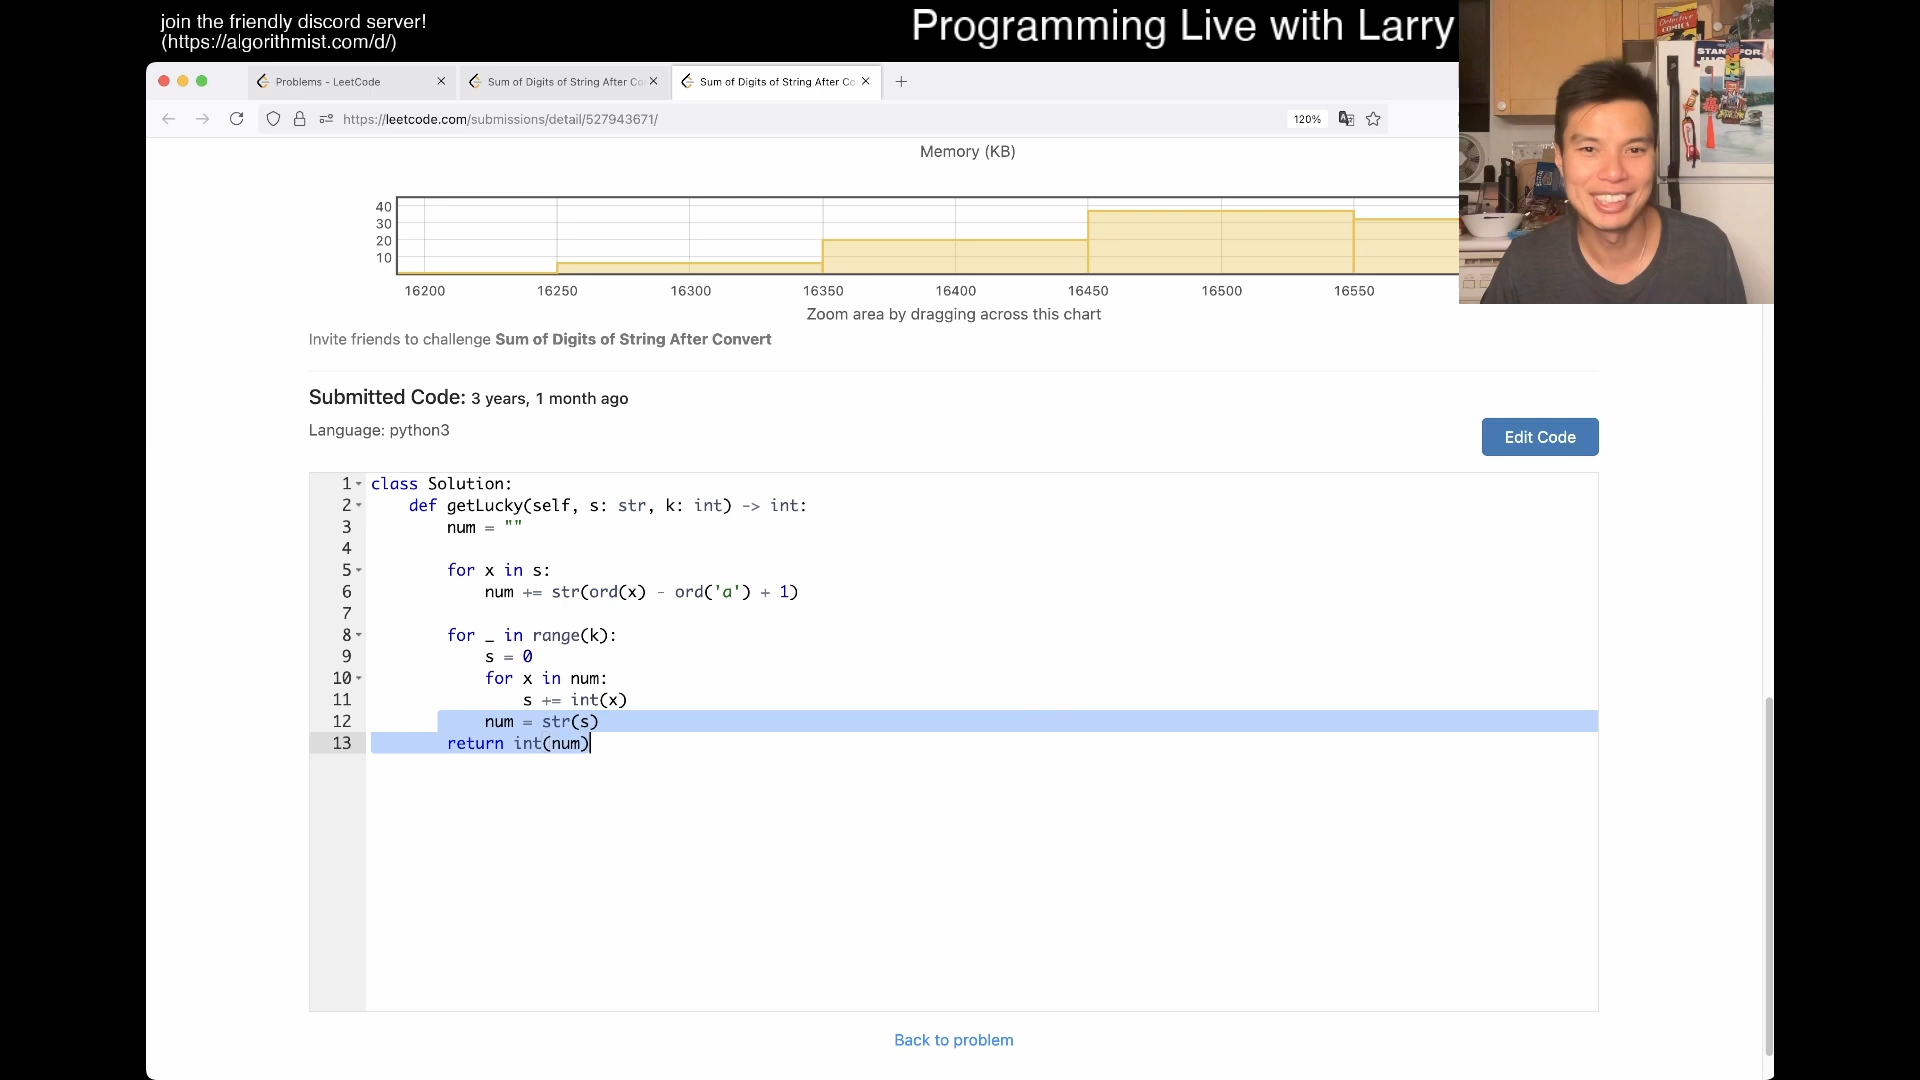 join the friendly discord server!
(https://algorithmist.com/d/)
Programming Live with Larry
Problems - LeetCode
Sum of Digits of String After Co
Sum of Digits of String After Co
https://leetcode.com/submissions/detail/527943671/
120%
Memory (KB)
40
30
20
10
16200
16250
16300
16350
16400
16450
16500
16550
Zoom area by dragging across this chart
Invite friends to challenge Sum of Digits of String After Convert
Submitted Code: 3 years, 1 month ago
Language: python3
Edit Code
1 class Solution:
2     def getLucky(self, s: str, k: int) -> int:
3         num = ""
4
5         for x in s:
6             num += str(ord(x) - ord('a') + 1)
7
8         for _ in range(k):
9             s = 0
10             for x in num:
11                 s += int(x)
12             num = str(s)
13         return int(num)
Back to problem